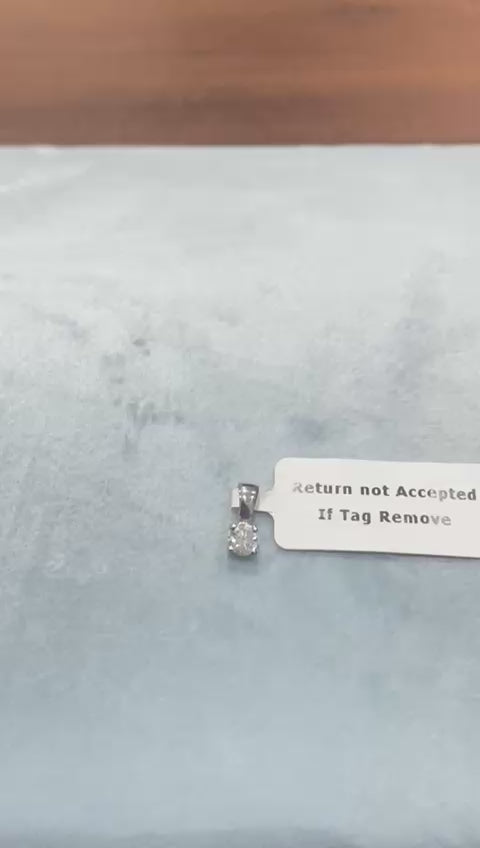 Return not Accepted
If Tag Remove